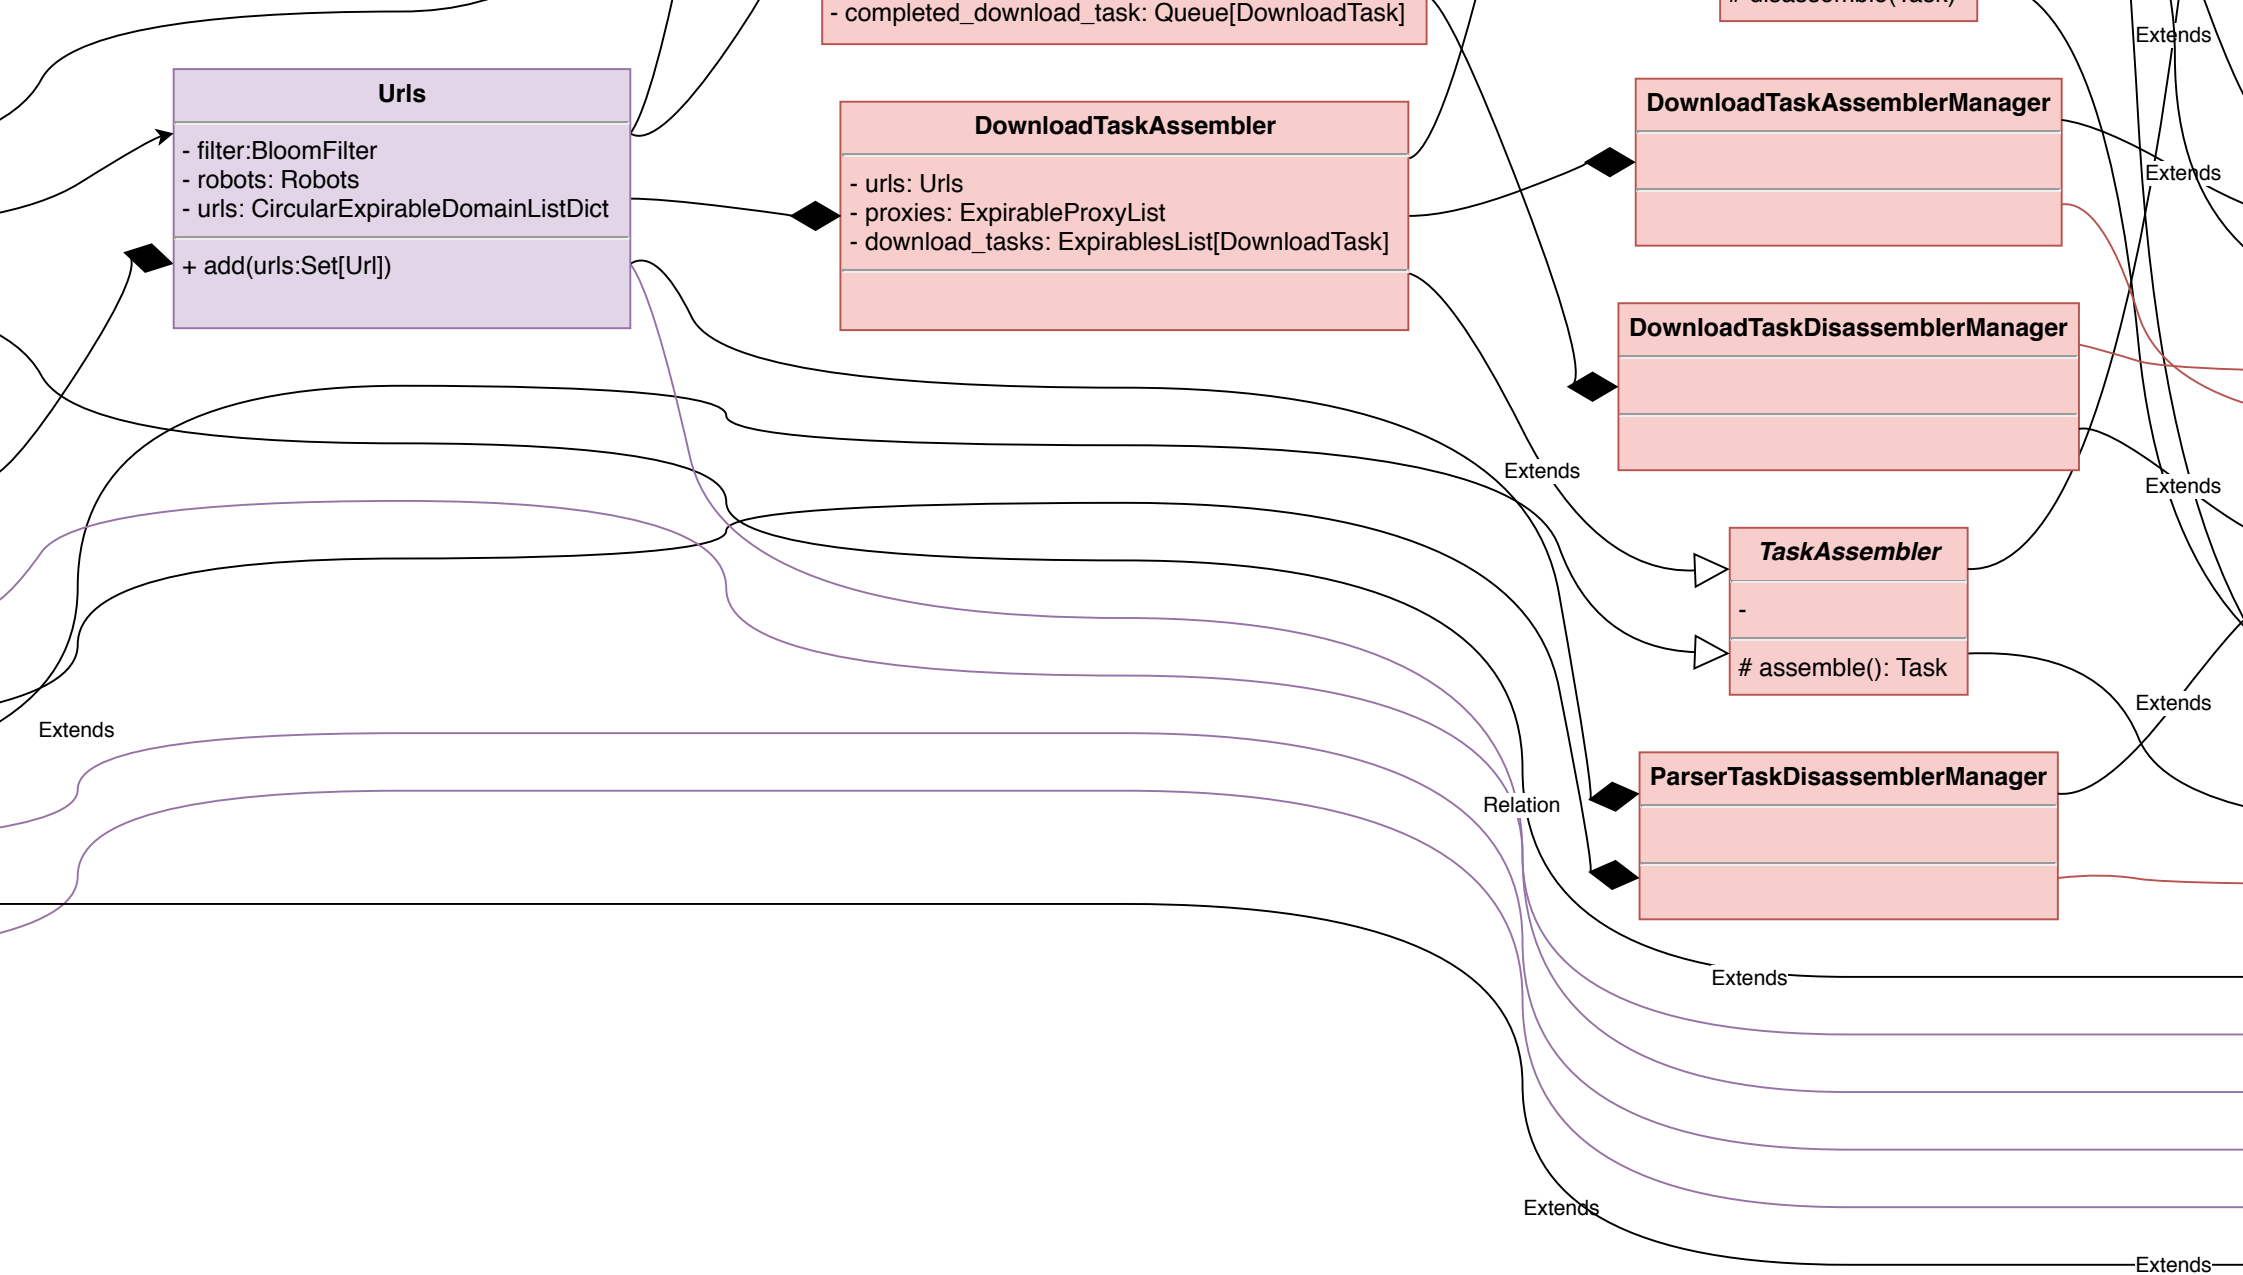 - completed_download_task: Queue[DownloadTask]
Extends
Urls
- filter:BloomFilter
- robots: Robots
- urls: CircularExpirableDomainListDict
+ add(urls:Set[Url])
DownloadTaskAssembler
- urls: Urls
- proxies: ExpirableProxyList
- download_tasks: ExpirablesList[DownloadTask]
DownloadTaskAssemblerManager
Extends
DownloadTaskDisassemblerManager
Extends
Extends
TaskAssembler
-
# assemble(): Task
Extends
Extends
ParserTaskDisassemblerManager
Relation
Extends
Extends
Extends